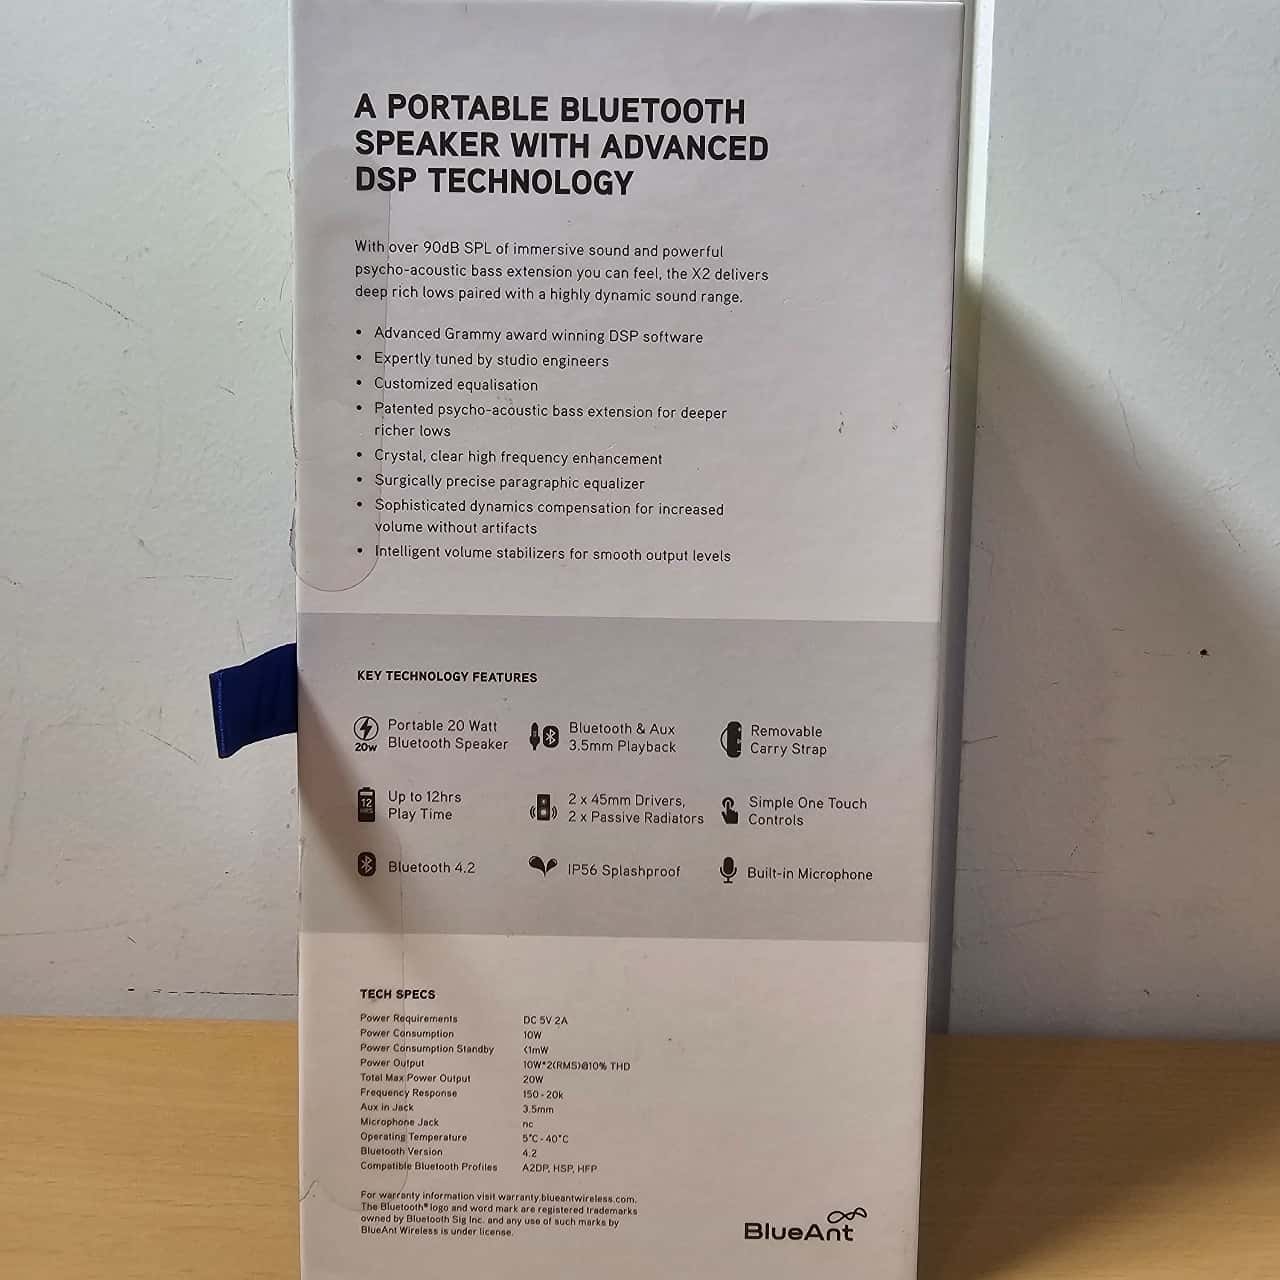 A PORTABLE BLUETOOTH
SPEAKER WITH ADVANCED
DSP TECHNOLOGY
With over 90dB SPL of immersive sound and powerful
psycho-acoustic bass extension you can feel, the X2 delivers
deep rich lows paired with a highly dynamic sound range.
• Advanced Grammy award winning DSP software
• Expertly tuned by studio engineers
• Customized equalisation
• Patented psycho-acoustic bass extension for deeper
richer lows
• Crystal, clear high frequency enhancement
• Surgically precise paragraphic equalizer
• Sophisticated dynamics compensation for increased
volume without artifacts
• Intelligent volume stabilizers for smooth output levels
KEY TECHNOLOGY FEATURES
20w
Portable 20 Watt
Bluetooth Speaker
Bluetooth & Aux
3.5mm Playback
Removable
Carry Strap
12
HRS
Up to 12hrs
Play Time
2 x 45mm Drivers,
2 x Passive Radiators
Simple One Touch
Controls
Bluetooth 4.2
IP56 Splashproof
Built-in Microphone
TECH SPECS
Power Requirements DC 5V 2A
Power Consumption 10W
Power Consumption Standby <1mW
Power Output 10W*2(RMS)@10% THD
Total Max Power Output 20W
Frequency Response 150 - 20k
Aux in Jack 3.5mm
Microphone Jack nc
Operating Temperature 5°C - 40°C
Bluetooth Version 4.2
Compatible Bluetooth Profiles A2DP, HSP, HFP
For warranty information visit warranty.blueantwireless.com.
The Bluetooth® logo and word mark are registered trademarks
owned by Bluetooth Sig Inc. and any use of such marks by
BlueAnt Wireless is under license.
BlueAnt